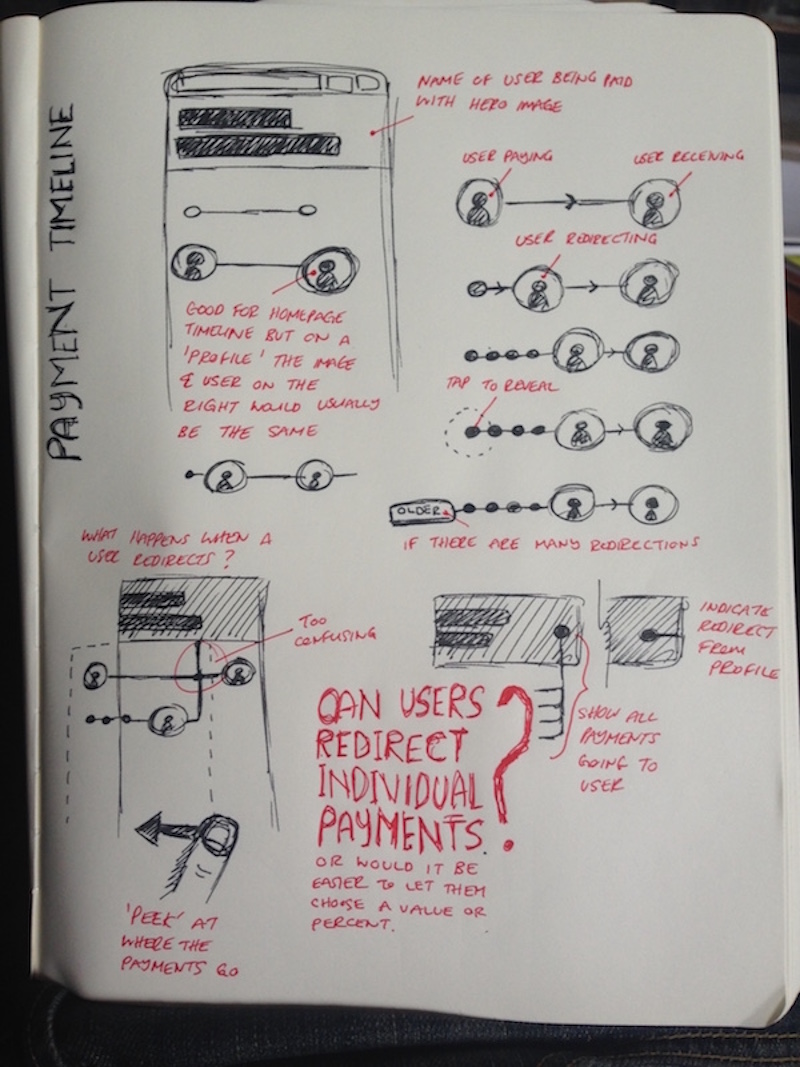 PAYMENT TIMELINE
NAME OF USER BEING PAID
WITH HERO IMAGE
USER PAYING
USER RECEIVING
USER REDIRECTING
GOOD FOR HOMEPAGE
TIMELINE BUT ON A
'PROFILE' THE IMAGE
& USER ON THE
RIGHT WOULD USUALLY
BE THE SAME
TAP TO REVEAL
OLDER
IF THERE ARE MANY REDIRECTIONS
WHAT HAPPENS WHEN A
USER REDIRECTS?
TOO
CONFUSING
INDICATE
REDIRECT
FROM
PROFILE
SHOW ALL
PAYMENTS
GOING TO
USER
CAN USERS
REDIRECT
INDIVIDUAL
PAYMENTS?
OR WOULD IT BE
EASIER TO LET THEM
CHOOSE A VALUE OR
PERCENT.
'PEEK' AT
WHERE THE
PAYMENTS GO